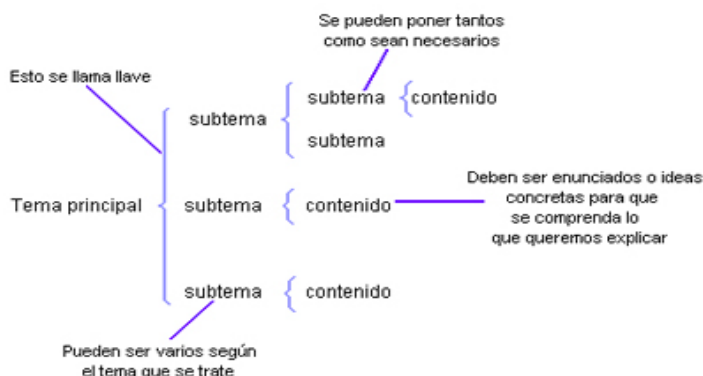 Se pueden poner tantos
como sean necesarios
Esto se llama llave
subtema
subtema
contenido
subtema
Tema principal
subtema
contenido
Deben ser enunciados o ideas
concretas para que
se comprenda lo
que queremos explicar
subtema
contenido
Pueden ser varios según
el tema que se trate